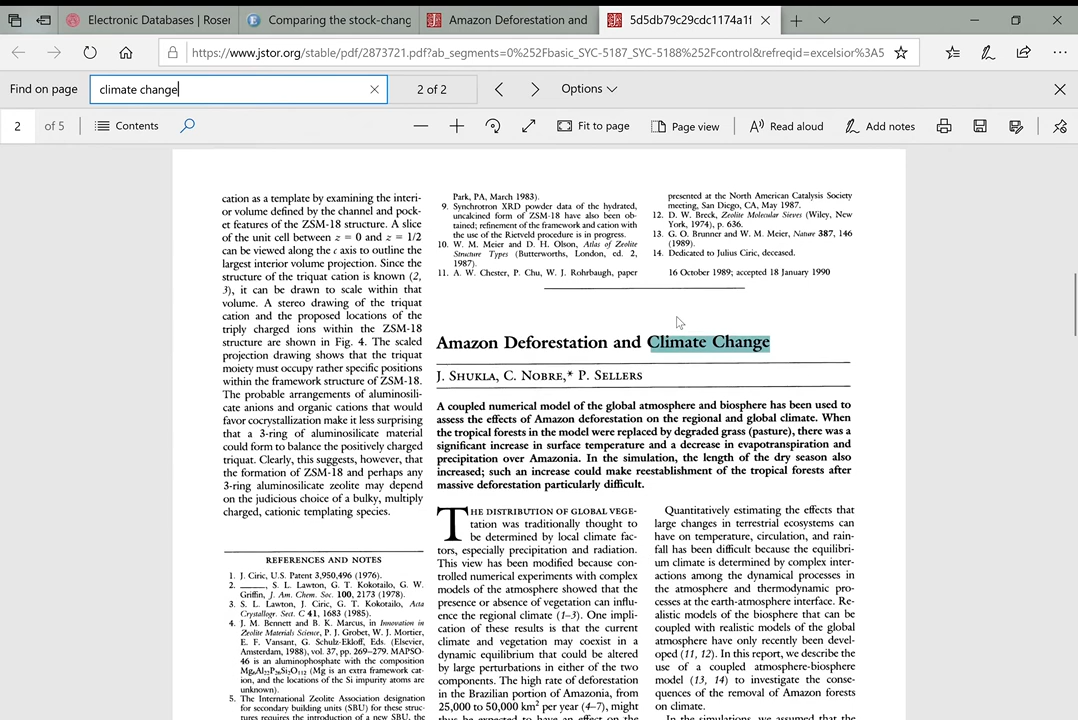 Electronic Databases | Roser
Comparing the stock-chang
Amazon Deforestation and
5d5db79c29cdc1174a1f
https://www.jstor.org/stable/pdf/2873721.pdf?ab_segments=0%252Fbasic_SYC-5187_SYC-5188%252Fcontrol&refreqid=excelsior%3A5
Find on page
climate change
2 of 2
Options
2 of 5
Contents
Fit to page
Page view
Read aloud
Add notes
cation as a template by examining the interi-
or volume defined by the channel and pock-
et features of the ZSM-18 structure. A slice
of the unit cell between z = 0 and z = 1/2
can be viewed along the c axis to outline the
largest interior volume projection. Since the
structure of the triquat cation is known (2,
3), it can be drawn to scale within that
volume. A stereo drawing of the triquat
cation and the proposed locations of the
triply charged ions within the ZSM-18
structure are shown in Fig. 4. The scaled
projection drawing shows that the triquat
moiety must occupy rather specific positions
within the framework structure of ZSM-18.
The probable arrangements of aluminosili-
cate anions and organic cations that would
favor cocrystallization make it less surprising
that a 3-ring of aluminosilicate material
could form to balance the positively charged
triquat. Clearly, this suggests, however, that
the formation of ZSM-18 and perhaps any
3-ring aluminosilicate zeolite may depend
on the judicious choice of a bulky, multiply
charged, cationic templating species.
REFERENCES AND NOTES
1. J. Ciric, U.S. Patent 3,950,496 (1976).
2. ____, S. L. Lawton, G. T. Kokotailo, G. W.
Griffin, J. Am. Chem. Soc. 100, 2173 (1978).
3. S. L. Lawton, J. Ciric, G. T. Kokotailo, Acta
Crystallogr. Sect. C 41, 1683 (1985).
4. J. M. Bennett and B. K. Marcus, in Innovation in
Zeolite Materials Science, P. J. Grobet, W. J. Mortier,
E. F. Vansant, G. Schulz-Ekloff, Eds. (Elsevier,
Amsterdam, 1988), vol. 37, pp. 269–279. MAPSO-
46 is an aluminophosphate with the composition
(Mg is an extra framework cat-
ion, and the locations of the Si impurity atoms are
unknown).
5. The International Zeolite Association designation
for secondary building units (SBU) for these struc-
tures requires the introduction of a new SBU, the
Park, PA, March 1983).
9. Synchrotron XRD powder data of the hydrated,
uncalcined form of ZSM-18 have also been ob-
tained; refinement of the framework and cation with
the use of the Rietveld procedure is in progress.
10. W. M. Meier and D. H. Olson, Atlas of Zeolite
Structure Types (Butterworths, London, ed. 2,
1987).
11. A. W. Chester, P. Chu, W. J. Rohrbaugh, paper
presented at the North American Catalysis Society
meeting, San Diego, CA, May 1987.
12. D. W. Breck, Zeolite Molecular Sieves (Wiley, New
York, 1974), p. 636.
13. G. O. Brunner and W. M. Meier, Nature 387, 146
(1989).
14. Dedicated to Julius Ciric, deceased.
16 October 1989; accepted 18 January 1990
Amazon Deforestation and Climate Change
J. SHUKLA, C. NOBRE,* P. SELLERS
A coupled numerical model of the global atmosphere and biosphere has been used to
assess the effects of Amazon deforestation on the regional and global climate. When
the tropical forests in the model were replaced by degraded grass (pasture), there was a
significant increase in surface temperature and a decrease in evapotranspiration and
precipitation over Amazonia. In the simulation, the length of the dry season also
increased; such an increase could make reestablishment of the tropical forests after
massive deforestation particularly difficult.
THE DISTRIBUTION OF GLOBAL VEGE-
tation was traditionally thought to
be determined by local climate fac-
tors, especially precipitation and radiation.
This view has been modified because con-
trolled numerical experiments with complex
models of the atmosphere showed that the
presence or absence of vegetation can influ-
ence the regional climate (1–3). One impli-
cation of these results is that the current
climate and vegetation may coexist in a
dynamic equilibrium that could be altered
by large perturbations in either of the two
components. The high rate of deforestation
in the Brazilian portion of Amazonia, from
25,000 to 50,000 km² per year (4–7), might
thus be expected to have an effect on the
Quantitatively estimating the effects that
large changes in terrestrial ecosystems can
have on temperature, circulation, and rain-
fall has been difficult because the equilibri-
um climate is determined by complex inter-
actions among the dynamical processes in
the atmosphere and thermodynamic pro-
cesses at the earth-atmosphere interface. Re-
alistic models of the biosphere that can be
coupled with realistic models of the global
atmosphere have only recently been devel-
oped (11, 12). In this report, we describe the
use of a coupled atmosphere-biosphere
model (13, 14) to investigate the conse-
quences of the removal of Amazon forests
on climate.
In the simulations, we assumed that the